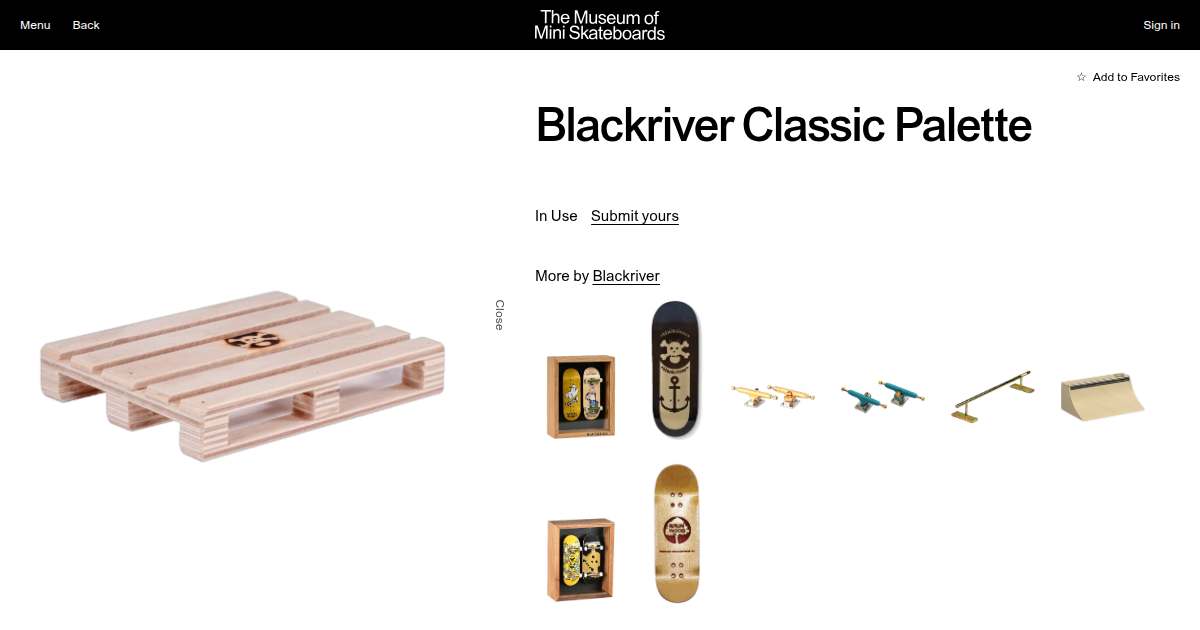 Menu
Back
The Museum of
Mini Skateboards
Sign in
☆ Add to Favorites
Blackriver Classic Palette
In Use Submit yours
More by Blackriver
Close